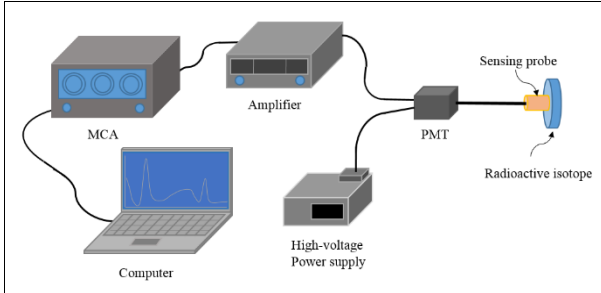 Sensing probe
Amplifier
MCA
PMT
Radioactive isotope
High-voltage
Power supply
Computer